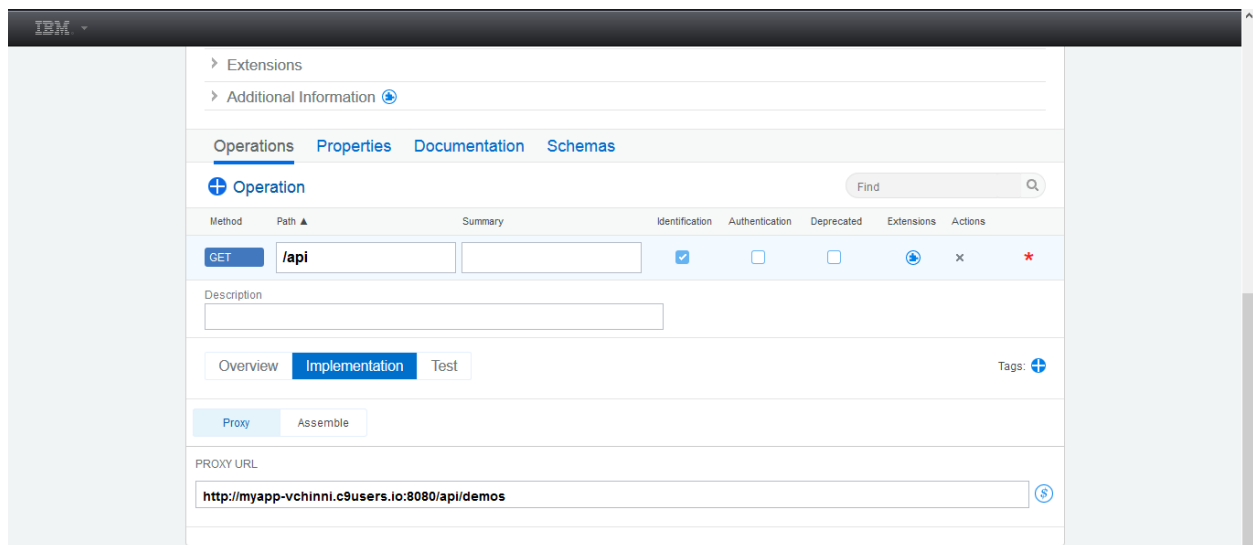 IBM
Extensions
Additional Information
Operations Properties Documentation Schemas
Operation Find
Method Path ▲ Summary Identification Authentication Deprecated Extensions Actions
GET /api *
Description
Overview Implementation Test Tags:
Proxy Assemble
PROXY URL
http://myapp-vchinni.c9users.io:8080/api/demos $